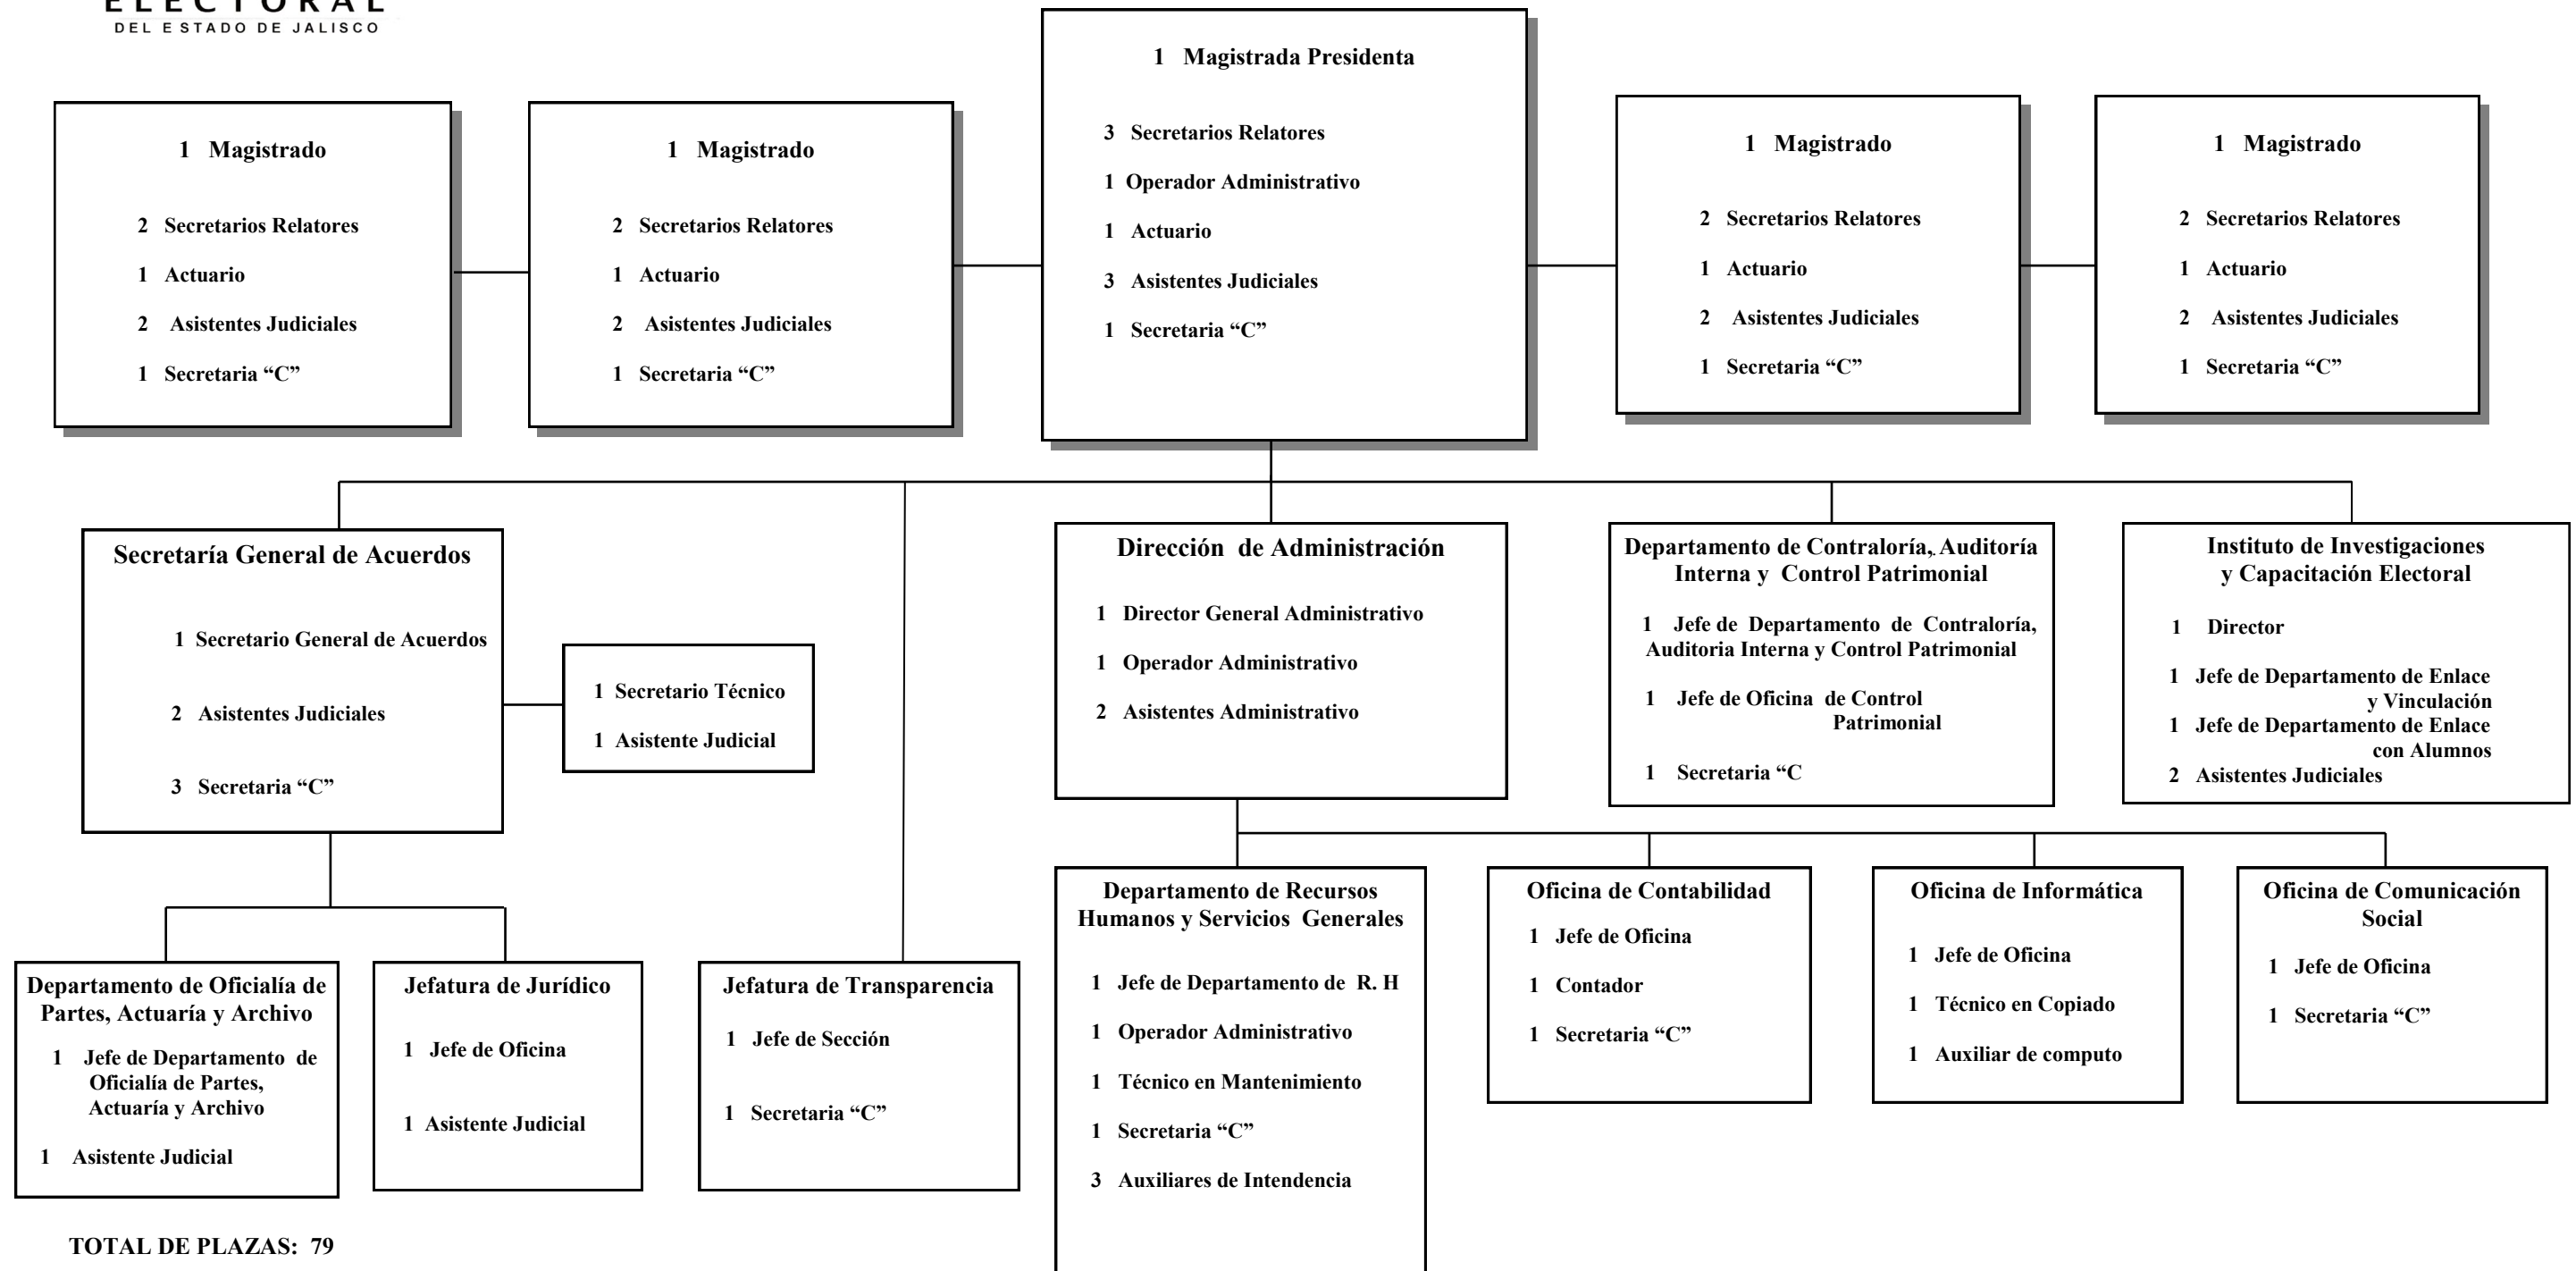 ELECTORAL
DEL ESTADO DE JALISCO
1 Magistrado
2 Secretarios Relatores
1 Actuario
2 Asistentes Judiciales
1 Secretaria “C”
1 Magistrado
2 Secretarios Relatores
1 Actuario
2 Asistentes Judiciales
1 Secretaria “C”
1 Magistrada Presidenta
3 Secretarios Relatores
1 Operador Administrativo
1 Actuario
3 Asistentes Judiciales
1 Secretaria “C”
1 Magistrado
2 Secretarios Relatores
1 Actuario
2 Asistentes Judiciales
1 Secretaria “C”
1 Magistrado
2 Secretarios Relatores
1 Actuario
2 Asistentes Judiciales
1 Secretaria “C”
Secretaría General de Acuerdos
1 Secretario General de Acuerdos
2 Asistentes Judiciales
3 Secretaria “C”
1 Secretario Técnico
1 Asistente Judicial
Dirección de Administración
1 Director General Administrativo
1 Operador Administrativo
2 Asistentes Administrativo
Departamento de Contraloría, Auditoría
Interna y Control Patrimonial
1 Jefe de Departamento de Contraloría,
Auditoria Interna y Control Patrimonial
1 Jefe de Oficina de Control
Patrimonial
1 Secretaria “C
Instituto de Investigaciones
y Capacitación Electoral
1 Director
1 Jefe de Departamento de Enlace
y Vinculación
1 Jefe de Departamento de Enlace
con Alumnos
2 Asistentes Judiciales
Departamento de Oficialía de
Partes, Actuaría y Archivo
1 Jefe de Departamento de
Oficialía de Partes,
Actuaría y Archivo
1 Asistente Judicial
Jefatura de Jurídico
1 Jefe de Oficina
1 Asistente Judicial
Jefatura de Transparencia
1 Jefe de Sección
1 Secretaria “C”
Departamento de Recursos
Humanos y Servicios Generales
1 Jefe de Departamento de R. H
1 Operador Administrativo
1 Técnico en Mantenimiento
1 Secretaria “C”
3 Auxiliares de Intendencia
Oficina de Contabilidad
1 Jefe de Oficina
1 Contador
1 Secretaria “C”
Oficina de Informática
1 Jefe de Oficina
1 Técnico en Copiado
1 Auxiliar de computo
Oficina de Comunicación
Social
1 Jefe de Oficina
1 Secretaria “C”
TOTAL DE PLAZAS: 79